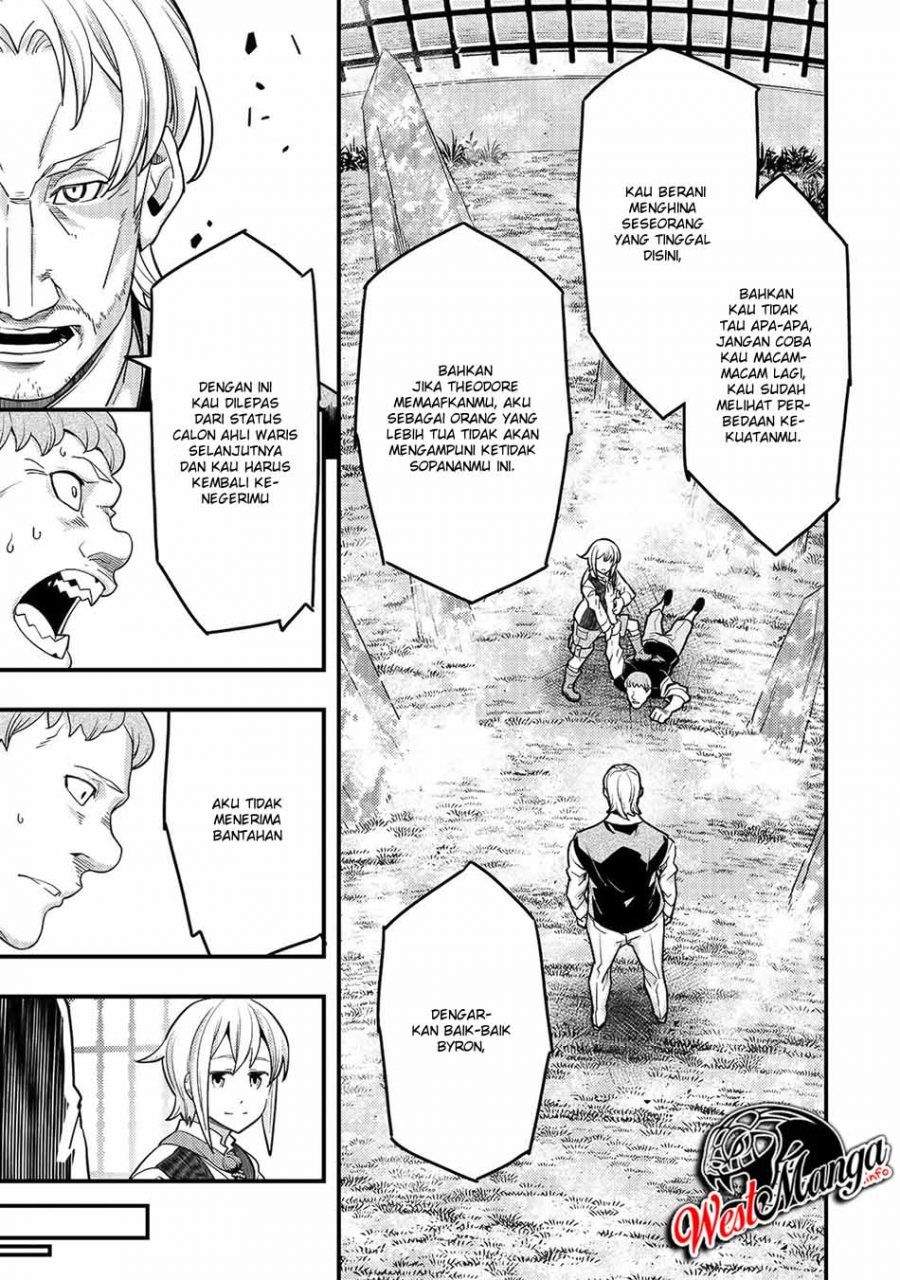 KAU BERANI
MENGHINA
SESEORANG
YANG TINGGAL
DISINI,
BAHKAN
KAU TIDAK
TAU APA-APA,
JANGAN COBA
KAU MACAM-
MACAM LAGI,
KAU SUDAH
MELIHAT PER-
BEDAAN KE-
KUATANMU.
BAHKAN
JIKA THEODORE
MEMAAFKANMU, AKU
SEBAGAI ORANG YANG
LEBIH TUA TIDAK AKAN
MENGAMPUNI KETIDAK
SOPANANMU INI.
DENGAR-
KAN BAIK-BAIK
BYRON,
DENGAN INI
KAU DILEPAS
DARI STATUS
CALON AHLI WARIS
SELANJUTNYA
DAN KAU HARUS
KEMBALI KE-
NEGERIMU
AKU TIDAK
MENERIMA
BANTAHAN
WestManga
.info